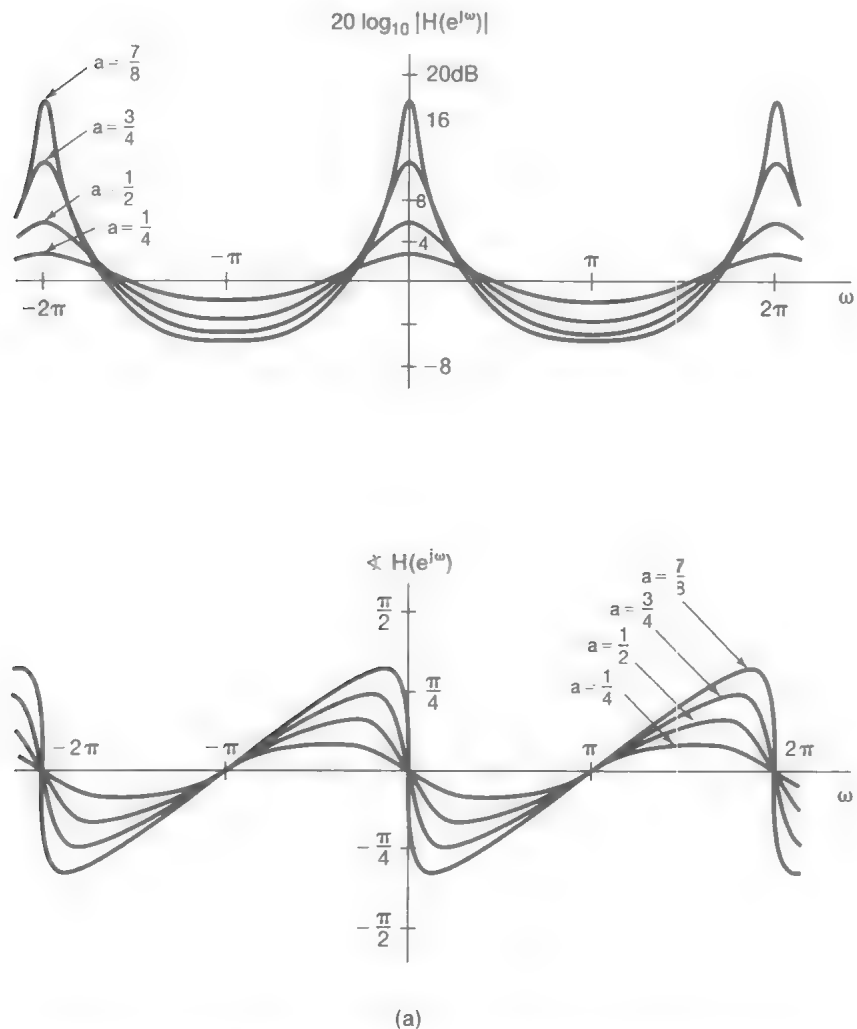 20 log₁₀ |H(e^jω)|
a = 7/8
20dB
16
a = 3/4
a = 1/2
8
a = 1/4
4
−π
π
−2π
2π
ω
−8
∢ H(e^jω)
a = 7/8
π/2
a = 3/4
a = 1/2
π/4
a = 1/4
−2π
−π
π
2π
ω
−π/4
−π/2
(a)